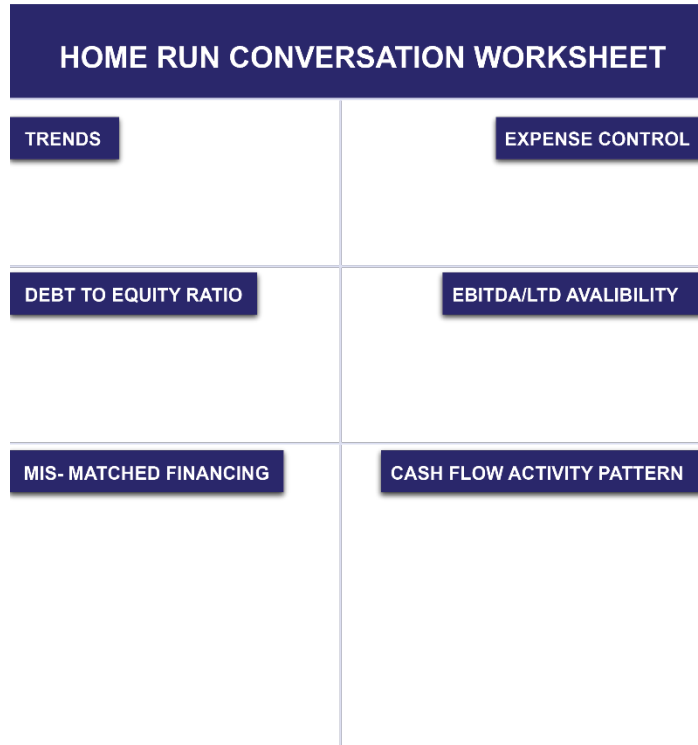 HOME RUN CONVERSATION WORKSHEET
TRENDS
EXPENSE CONTROL
DEBT TO EQUITY RATIO
EBITDA/LTD AVALIBILITY
MIS- MATCHED FINANCING
CASH FLOW ACTIVITY PATTERN